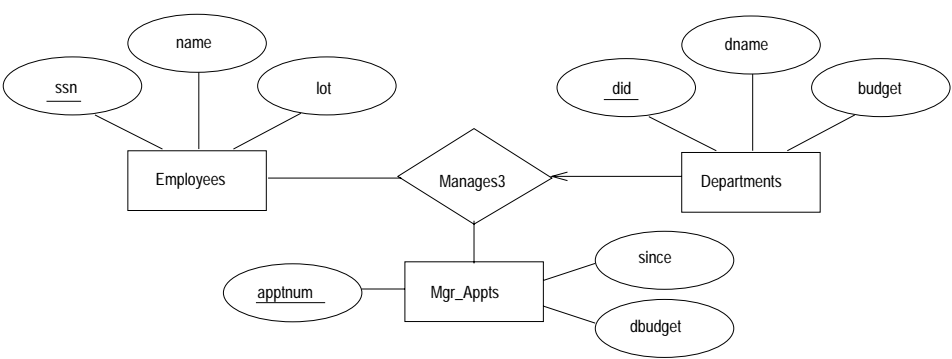 name
ssn
lot
Employees
dname
did
budget
Manages3
Departments
apptnum
Mgr_Appts
since
dbudget